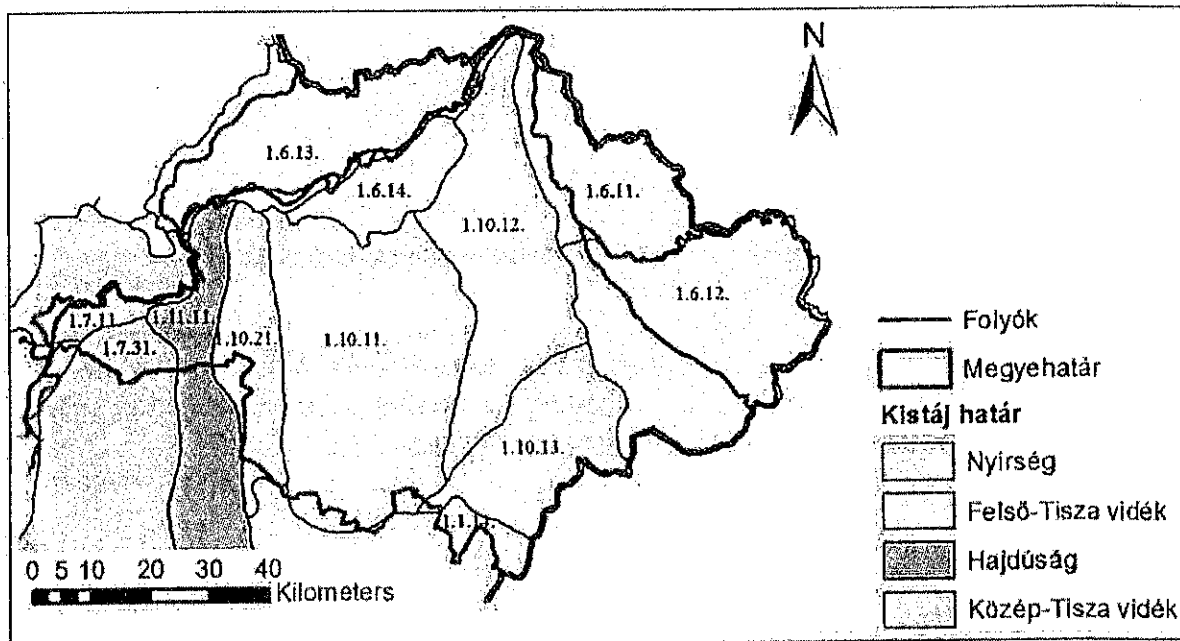 N
1.6.13.
1.6.14.
1.6.11.
1.10.12.
1.6.12.
1.7.11.
1.11.11.
1.7.31.
1.10.21.
1.10.11.
1.10.13.
Folyók
Megyehatár
Kistáj határ
Nyírség
Felső-Tisza vidék
Hajdúság
Közép-Tisza vidék
0 5 10 20 30 40
Kilometers